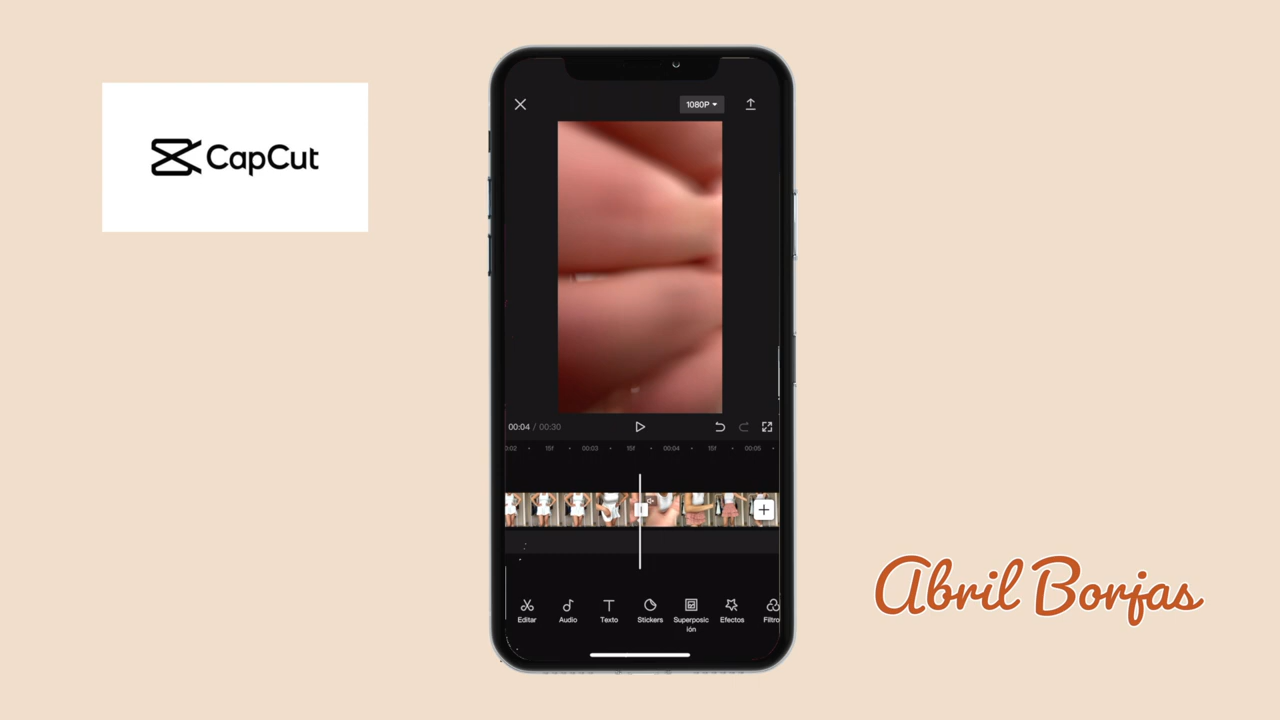 CapCut
1080P
00:04 / 00:30
0:02 15f 00:03 15f 00:04 15f 00:05
Editar Audio Texto Stickers Superposic
ión Efectos Filtro
Abril Borjas